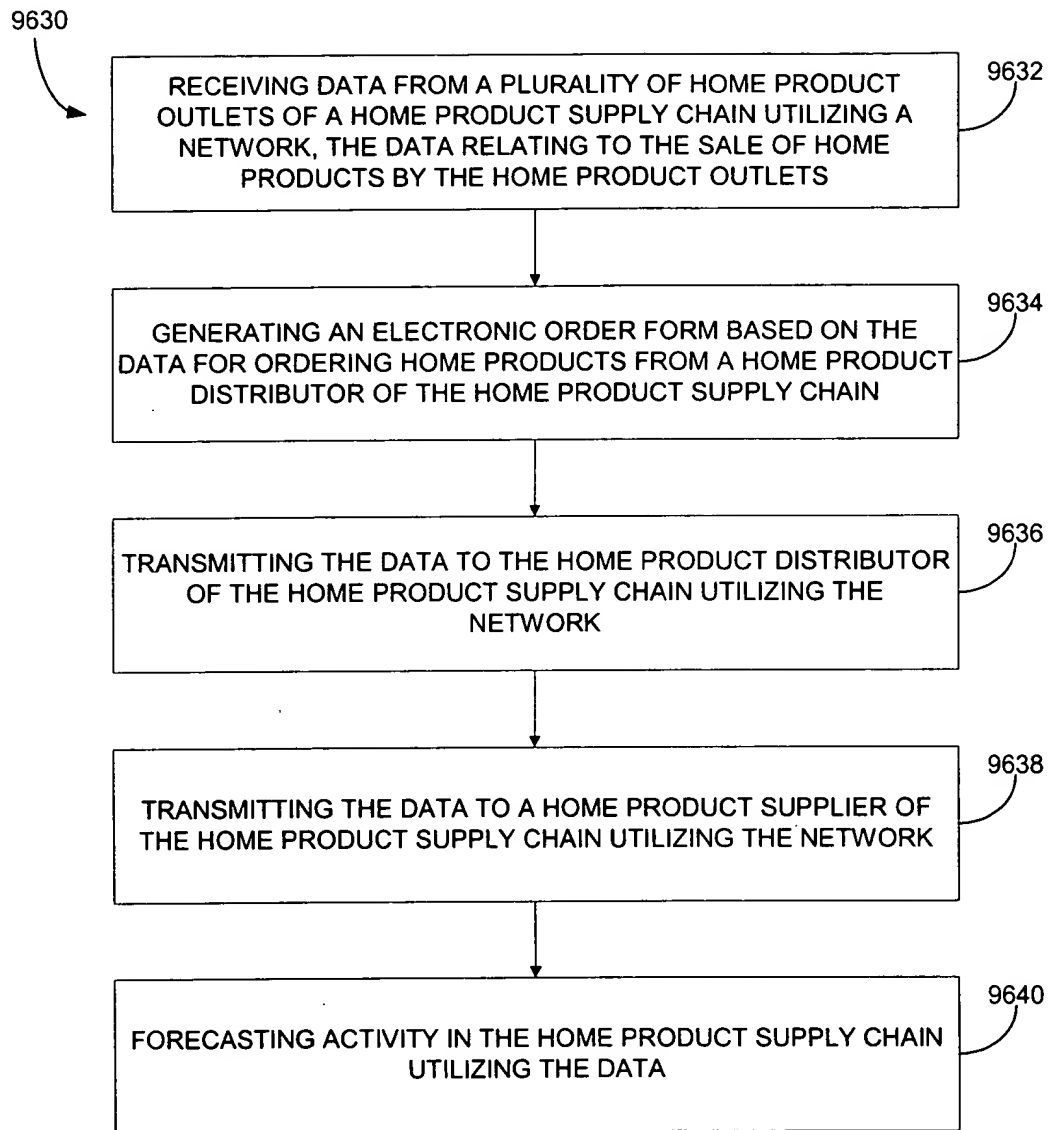 9630
RECEIVING DATA FROM A PLURALITY OF HOME PRODUCT
OUTLETS OF A HOME PRODUCT SUPPLY CHAIN UTILIZING A
NETWORK, THE DATA RELATING TO THE SALE OF HOME
PRODUCTS BY THE HOME PRODUCT OUTLETS
9632
GENERATING AN ELECTRONIC ORDER FORM BASED ON THE
DATA FOR ORDERING HOME PRODUCTS FROM A HOME PRODUCT
DISTRIBUTOR OF THE HOME PRODUCT SUPPLY CHAIN
9634
TRANSMITTING THE DATA TO THE HOME PRODUCT DISTRIBUTOR
OF THE HOME PRODUCT SUPPLY CHAIN UTILIZING THE
NETWORK
9636
TRANSMITTING THE DATA TO A HOME PRODUCT SUPPLIER OF
THE HOME PRODUCT SUPPLY CHAIN UTILIZING THE NETWORK
9638
FORECASTING ACTIVITY IN THE HOME PRODUCT SUPPLY CHAIN
UTILIZING THE DATA
9640